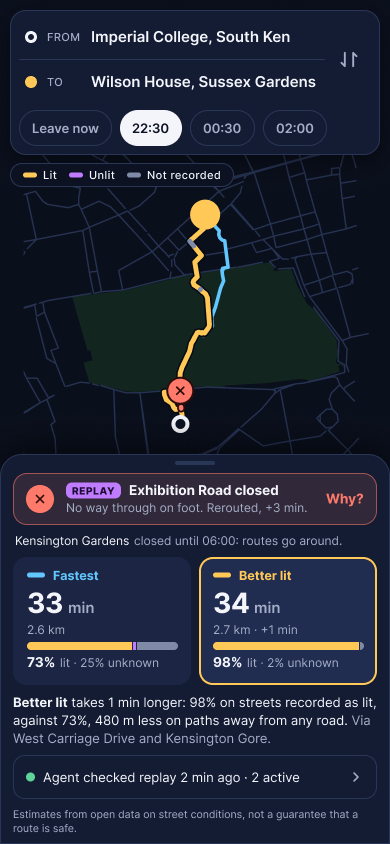 FROM Imperial College, South Ken
TO Wilson House, Sussex Gardens
Leave now 22:30 00:30 02:00
Lit Unlit Not recorded
REPLAY Exhibition Road closed
No way through on foot. Rerouted, +3 min.
Why?
Kensington Gardens closed until 06:00: routes go around.
Fastest
33 min
2.6 km
73% lit · 25% unknown
Better lit
34 min
2.7 km · +1 min
98% lit · 2% unknown
Better lit takes 1 min longer: 98% on streets recorded as lit,
against 73%, 480 m less on paths away from any road. Via
West Carriage Drive and Kensington Gore.
Agent checked replay 2 min ago · 2 active
Estimates from open data on street conditions, not a guarantee that a
route is safe.